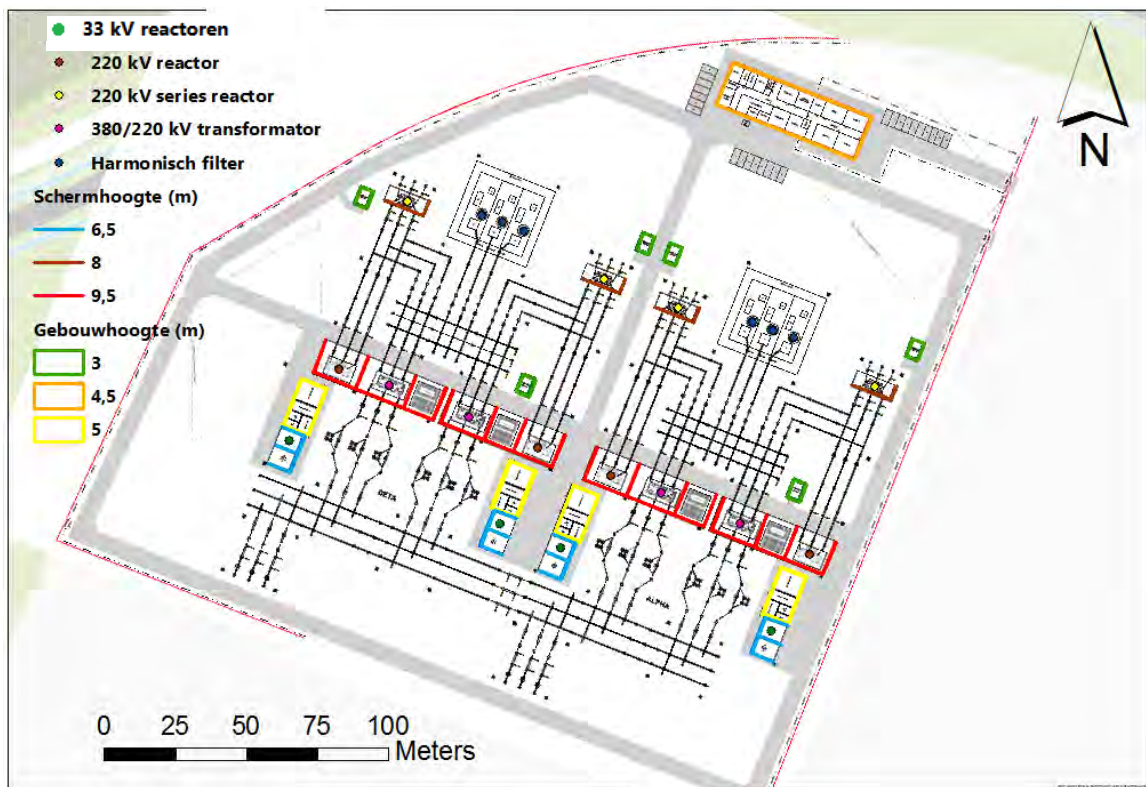 33 kV reactoren
220 kV reactor
220 kV series reactor
380/220 kV transformator
Harmonisch filter
Schermhoogte (m)
6,5
8
9,5
Gebouwhoogte (m)
3
4,5
5
N
BETA
ALPHA
0 25 50 75 100
Meters